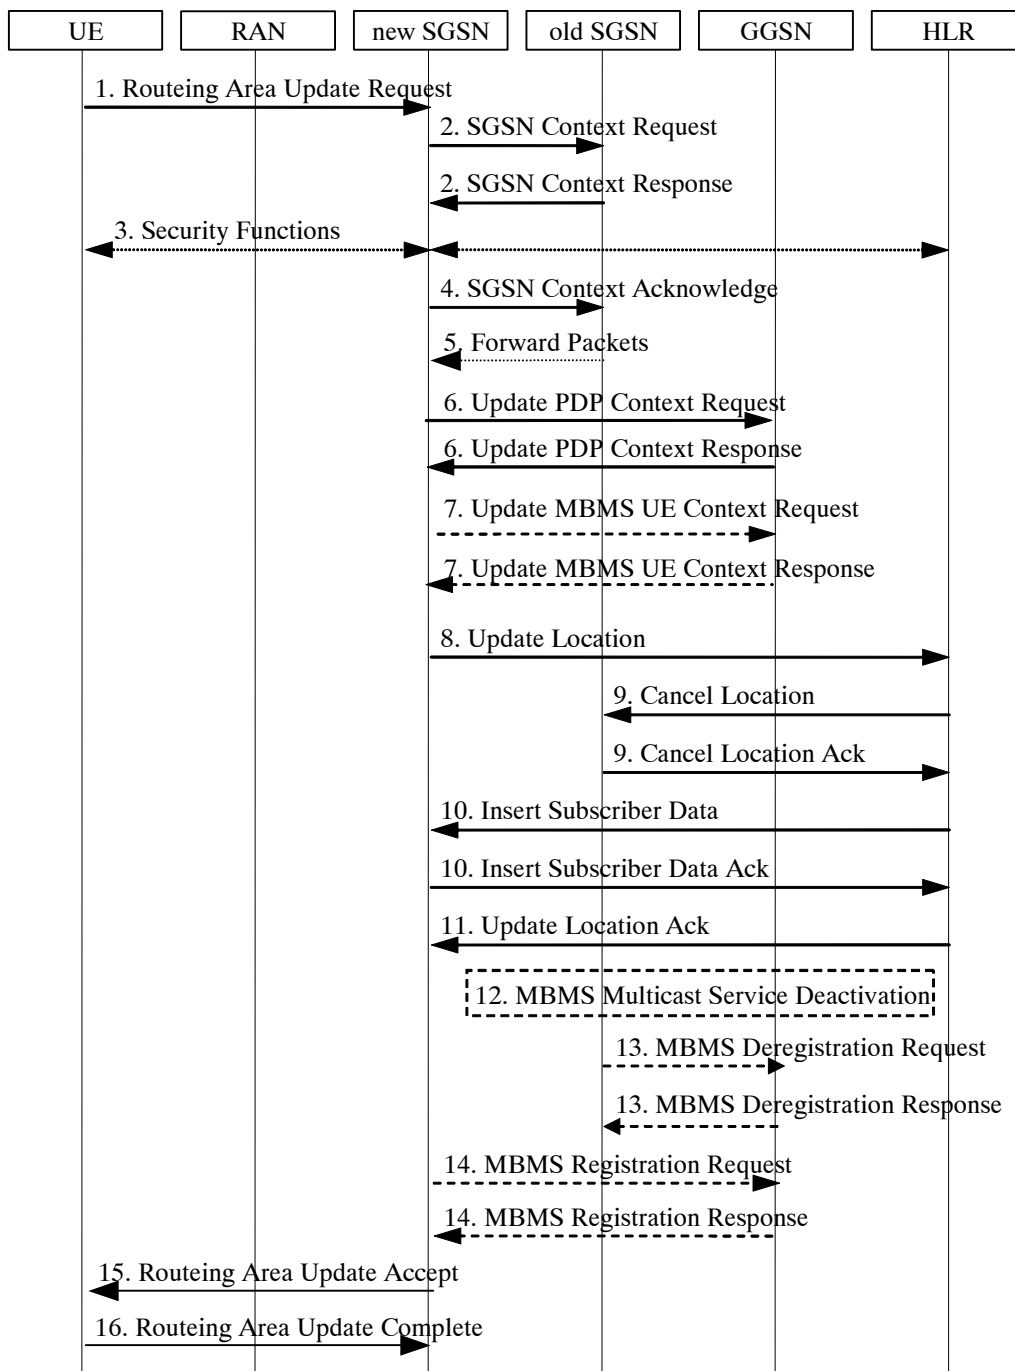 UE RAN new SGSN old SGSN GGSN HLR
1. Routeing Area Update Request
2. SGSN Context Request
2. SGSN Context Response
3. Security Functions
4. SGSN Context Acknowledge
5. Forward Packets
6. Update PDP Context Request
6. Update PDP Context Response
7. Update MBMS UE Context Request
7. Update MBMS UE Context Response
8. Update Location
9. Cancel Location
9. Cancel Location Ack
10. Insert Subscriber Data
10. Insert Subscriber Data Ack
11. Update Location Ack
12. MBMS Multicast Service Deactivation
13. MBMS Deregistration Request
13. MBMS Deregistration Response
14. MBMS Registration Request
14. MBMS Registration Response
15. Routeing Area Update Accept
16. Routeing Area Update Complete